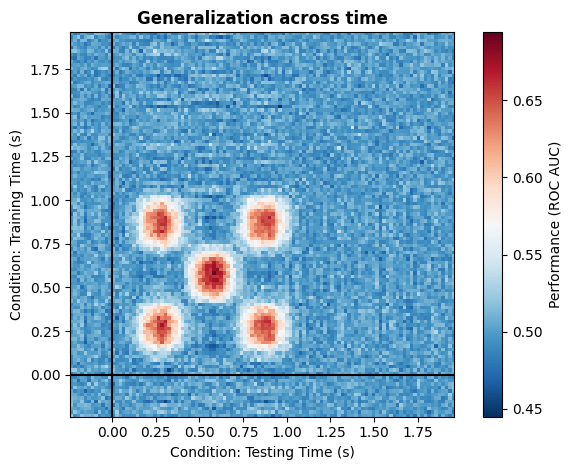 Generalization across time
Condition: Training Time (s)
1.75
1.50
1.25
1.00
0.75
0.50
0.25
0.00
0.00 0.25 0.50 0.75 1.00 1.25 1.50 1.75
Condition: Testing Time (s)
0.65
0.60
0.55
0.50
0.45
Performance (ROC AUC)